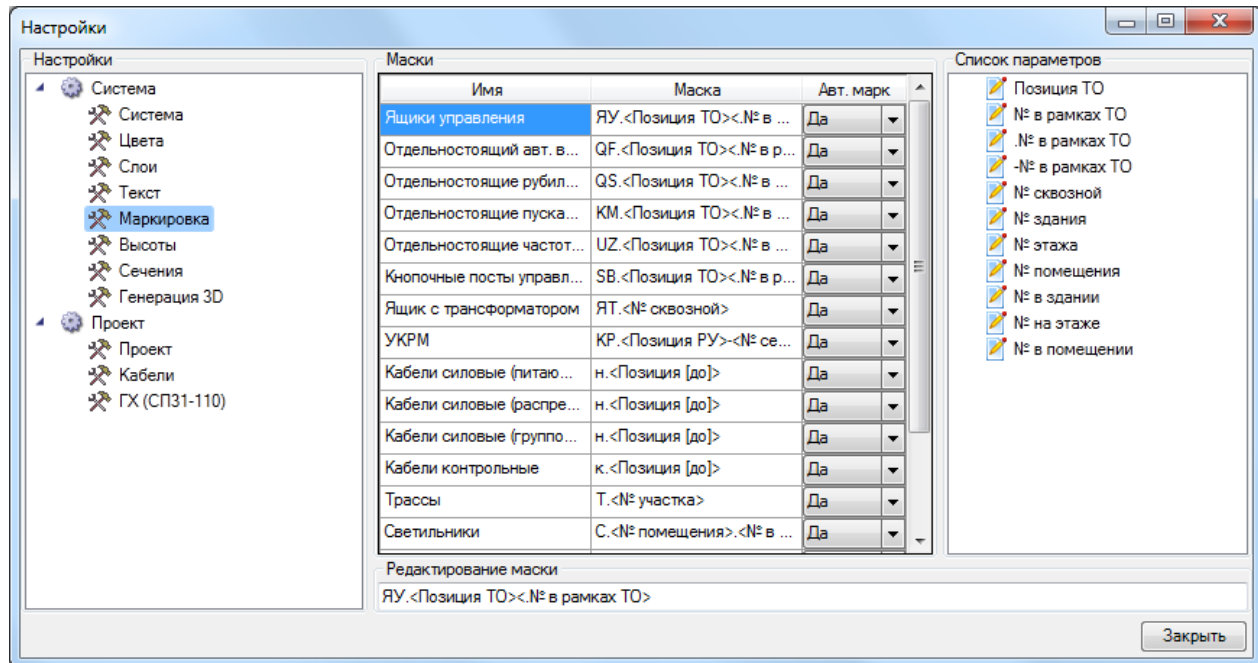 Настройки
Настройки
Система
Система
Цвета
Слои
Текст
Маркировка
Высоты
Сечения
Генерация 3D
Проект
Проект
Кабели
ГХ (СП31-110)
Маски
Имя Маска Авт. марк
Ящики управления ЯУ.<Позиция ТО><.№ в ... Да
Отдельностоящий авт. в... QF.<Позиция ТО><.№ в р... Да
Отдельностоящие рубил... QS.<Позиция ТО><.№ в ... Да
Отдельностоящие пуска... KM.<Позиция ТО><.№ в ... Да
Отдельностоящие частот... UZ.<Позиция ТО><.№ в ... Да
Кнопочные посты управл... SB.<Позиция ТО><.№ в р... Да
Ящик с трансформатором ЯТ.<№ сквозной> Да
УКРМ КР.<Позиция РУ>-<№ се... Да
Кабели силовые (питаю... н.<Позиция [до]> Да
Кабели силовые (распре... н.<Позиция [до]> Да
Кабели силовые (группо... н.<Позиция [до]> Да
Кабели контрольные к.<Позиция [до]> Да
Трассы Т.<№ участка> Да
Светильники С.<№ помещения>.<№ в ... Да
Редактирование маски
ЯУ.<Позиция ТО><.№ в рамках ТО>
Список параметров
Позиция ТО
№ в рамках ТО
.№ в рамках ТО
-№ в рамках ТО
№ сквозной
№ здания
№ этажа
№ помещения
№ в здании
№ на этаже
№ в помещении
Закрыть